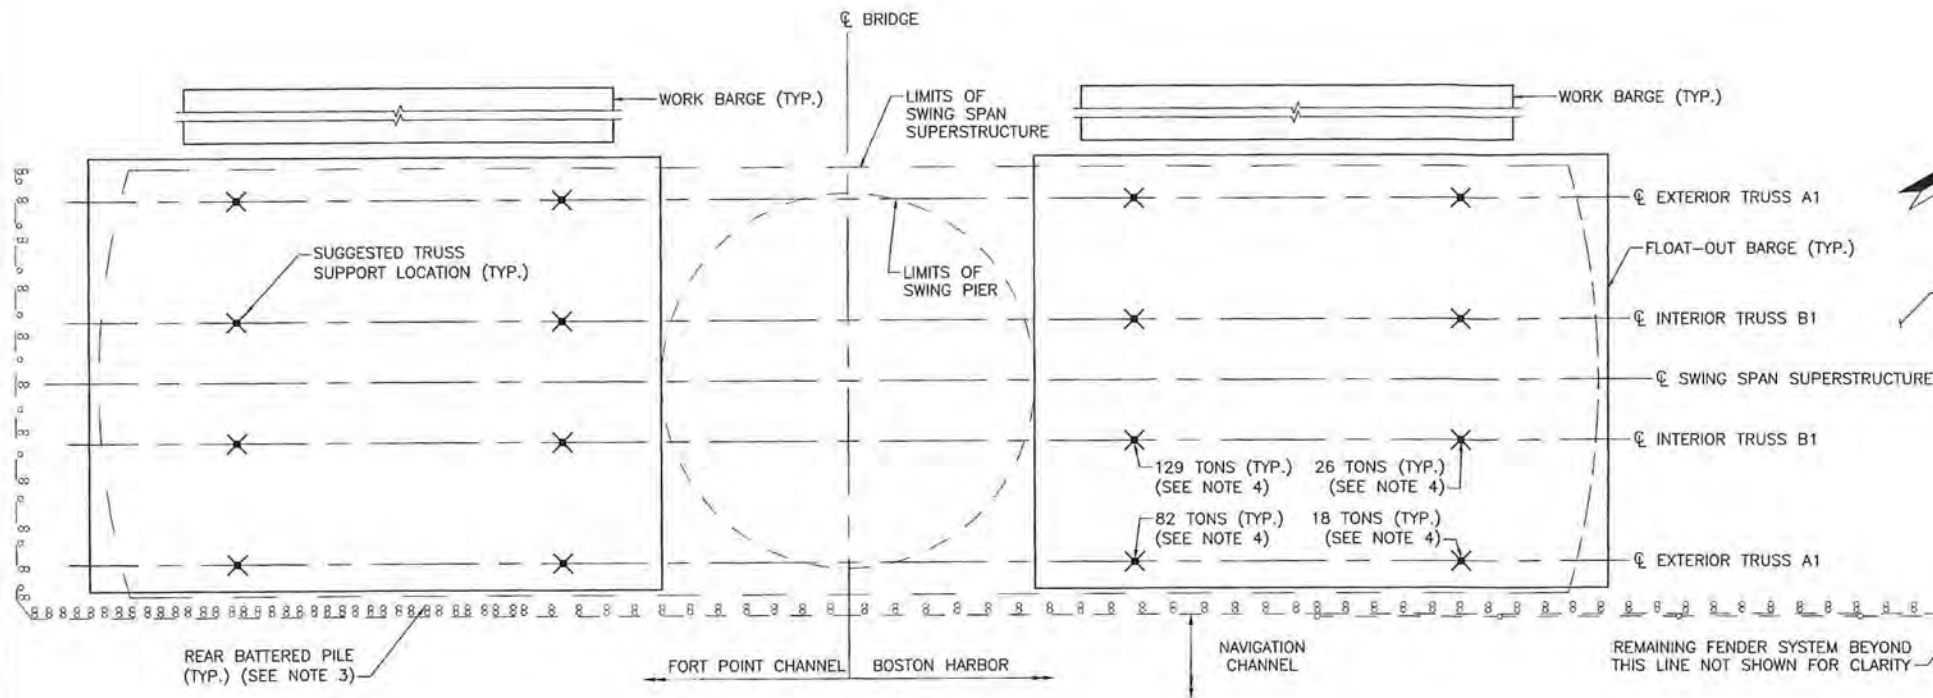 ℄ BRIDGE
WORK BARGE (TYP.)
LIMITS OF
SWING SPAN
SUPERSTRUCTURE
WORK BARGE (TYP.)
℄ EXTERIOR TRUSS A1
SUGGESTED TRUSS
SUPPORT LOCATION (TYP.)
LIMITS OF
SWING PIER
FLOAT-OUT BARGE (TYP.)
℄ INTERIOR TRUSS B1
℄ SWING SPAN SUPERSTRUCTURE
℄ INTERIOR TRUSS B1
129 TONS (TYP.)
(SEE NOTE 4)
26 TONS (TYP.)
(SEE NOTE 4)
82 TONS (TYP.)
(SEE NOTE 4)
18 TONS (TYP.)
(SEE NOTE 4)
℄ EXTERIOR TRUSS A1
REAR BATTERED PILE
(TYP.) (SEE NOTE 3)
FORT POINT CHANNEL
BOSTON HARBOR
NAVIGATION
CHANNEL
REMAINING FENDER SYSTEM BEYOND
THIS LINE NOT SHOWN FOR CLARITY